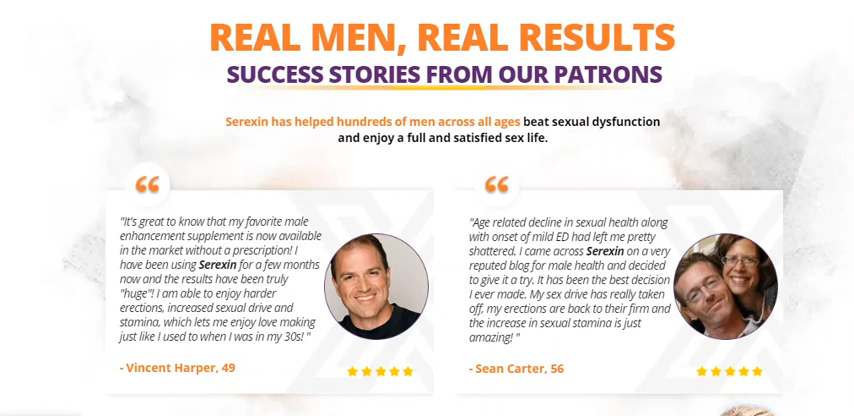 REAL MEN, REAL RESULTS
SUCCESS STORIES FROM OUR PATRONS
Serexin has helped hundreds of men across all ages beat sexual dysfunction
and enjoy a full and satisfied sex life.
"It's great to know that my favorite male
enhancement supplement is now available
in the market without a prescription! I
have been using Serexin for a few months
now and the results have been truly
"huge"! I am able to enjoy harder
erections, increased sexual drive and
stamina, which lets me enjoy love making
just like I used to when I was in my 30s! "
- Vincent Harper, 49
"Age related decline in sexual health along
with onset of mild ED had left me pretty
shattered. I came across Serexin on a very
reputed blog for male health and decided
to give it a try. It has been the best decision
I ever made. My sex drive has really taken
off, my erections are back to their firm and
the increase in sexual stamina is just
amazing! "
- Sean Carter, 56